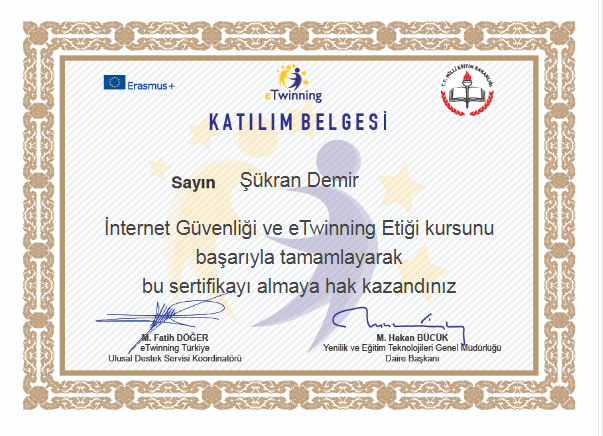 Erasmus+
eTwinning
T.C. MİLLİ EĞİTİM BAKANLIĞI
KATILIM BELGESİ
Sayın Şükran Demir
İnternet Güvenliği ve eTwinning Etiği kursunu
başarıyla tamamlayarak
bu sertifikayı almaya hak kazandınız
M. Fatih DÖĞER
eTwinning Türkiye
Ulusal Destek Servisi Koordinatörü
M. Hakan BÜCÜK
Yenilik ve Eğitim Teknolojileri Genel Müdürlüğü
Daire Başkanı